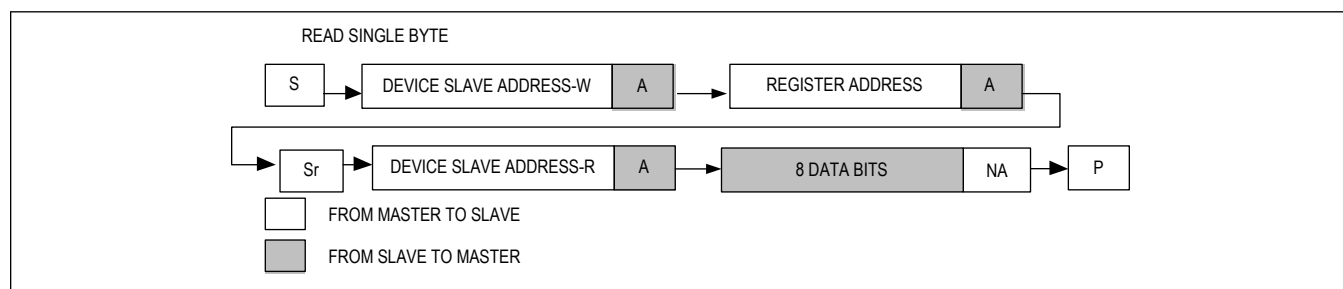 READ SINGLE BYTE
S DEVICE SLAVE ADDRESS-W A REGISTER ADDRESS A
Sr DEVICE SLAVE ADDRESS-R A 8 DATA BITS NA P
FROM MASTER TO SLAVE
FROM SLAVE TO MASTER